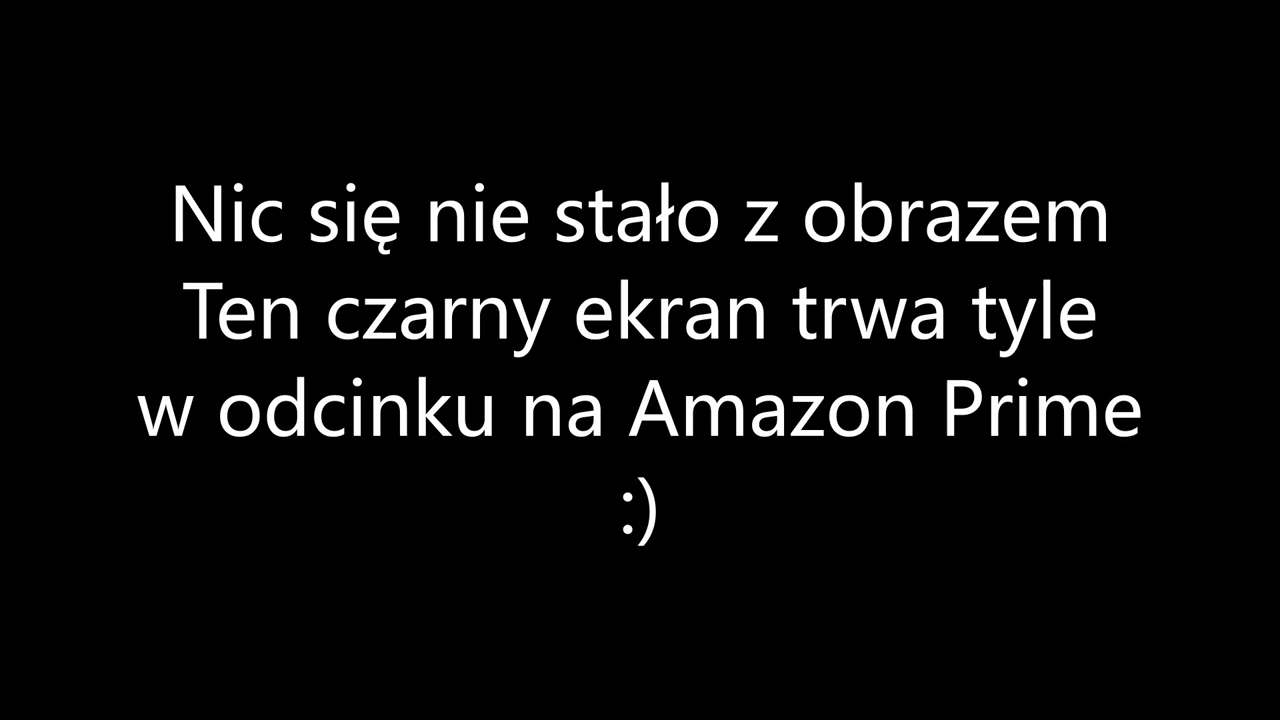 Nic się nie stało z obrazem
Ten czarny ekran trwa tyle
w odcinku na Amazon Prime
:)